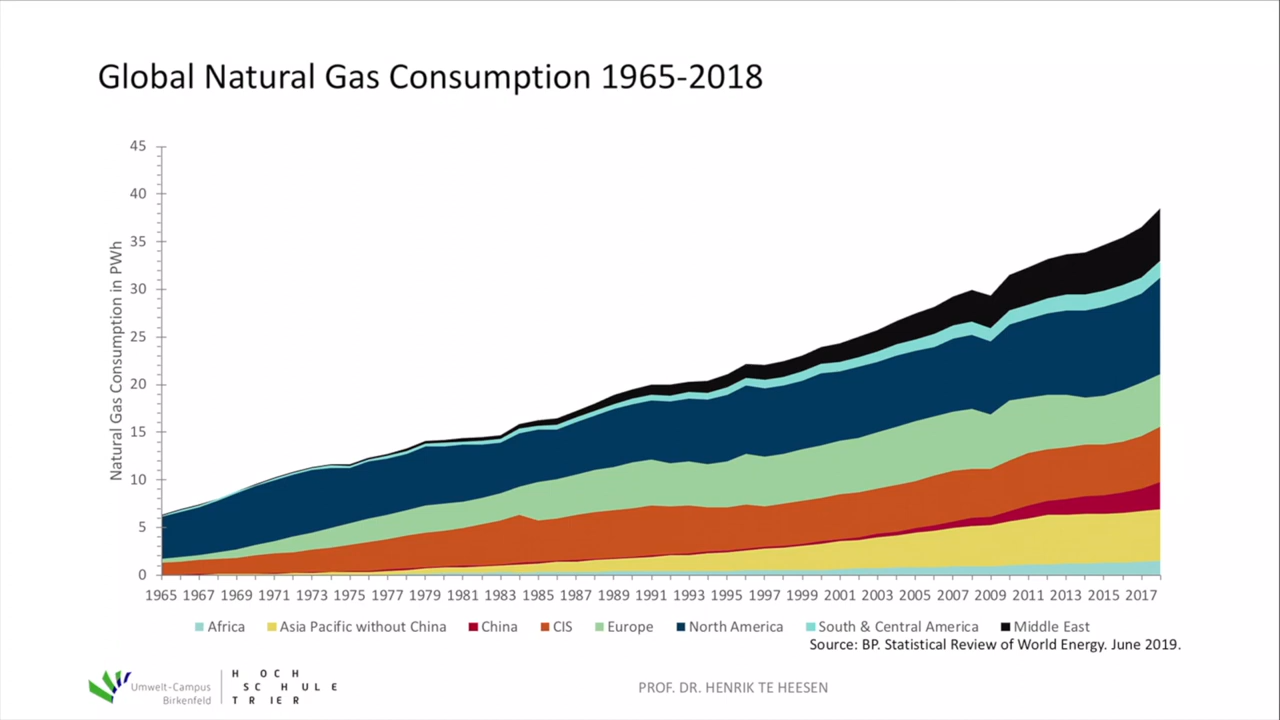 Global Natural Gas Consumption 1965-2018
Natural Gas Consumption in PWh
45
40
35
30
25
20
15
10
5
0
1965 1967 1969 1971 1973 1975 1977 1979 1981 1983 1985 1987 1989 1991 1993 1995 1997 1999 2001 2003 2005 2007 2009 2011 2013 2015 2017
Africa Asia Pacific without China China CIS Europe North America South & Central America Middle East
Source: BP. Statistical Review of World Energy. June 2019.
Umwelt-Campus
Birkenfeld
H O C H
S C H U L E
T R I E R
PROF. DR. HENRIK TE HEESEN